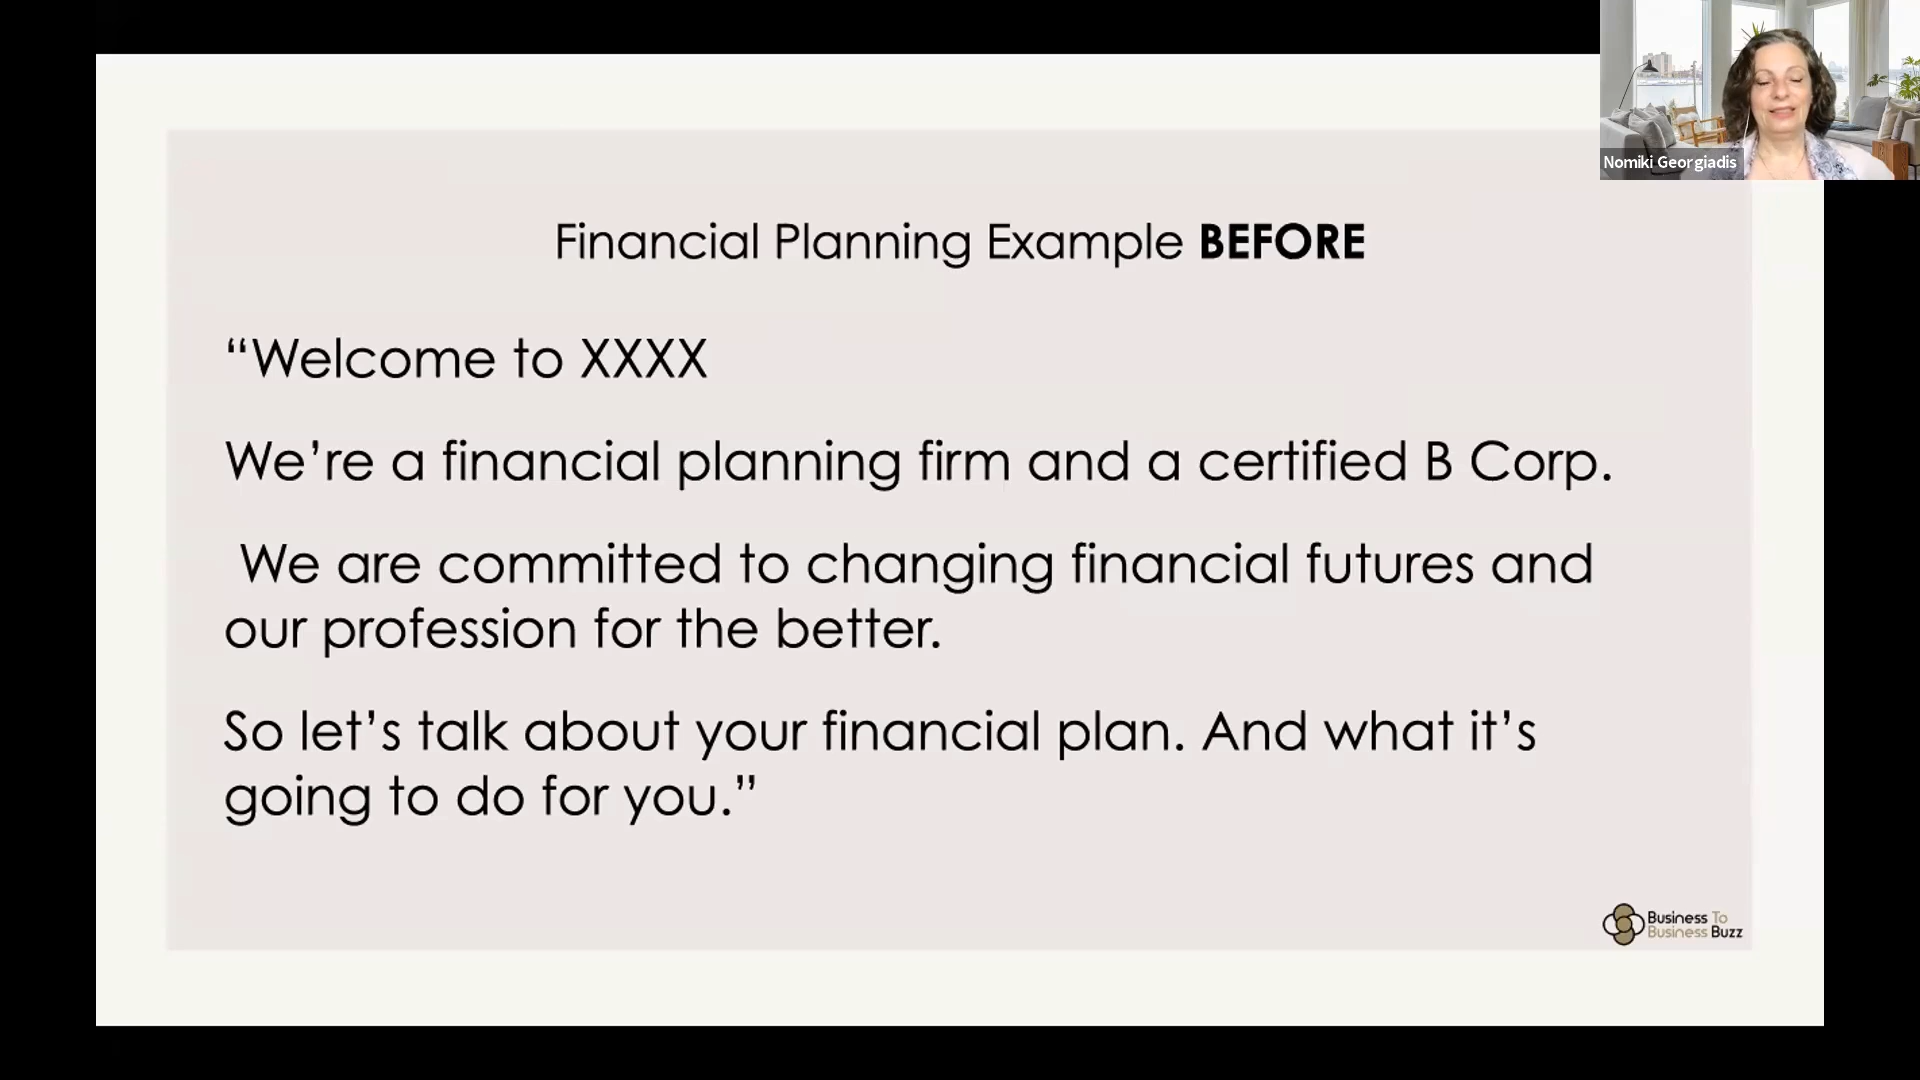 Nomiki Georgiadis
Financial Planning Example BEFORE
“Welcome to XXXX
We’re a financial planning firm and a certified B Corp.
We are committed to changing financial futures and
our profession for the better.
So let’s talk about your financial plan. And what it’s
going to do for you.”
Business To
Business Buzz